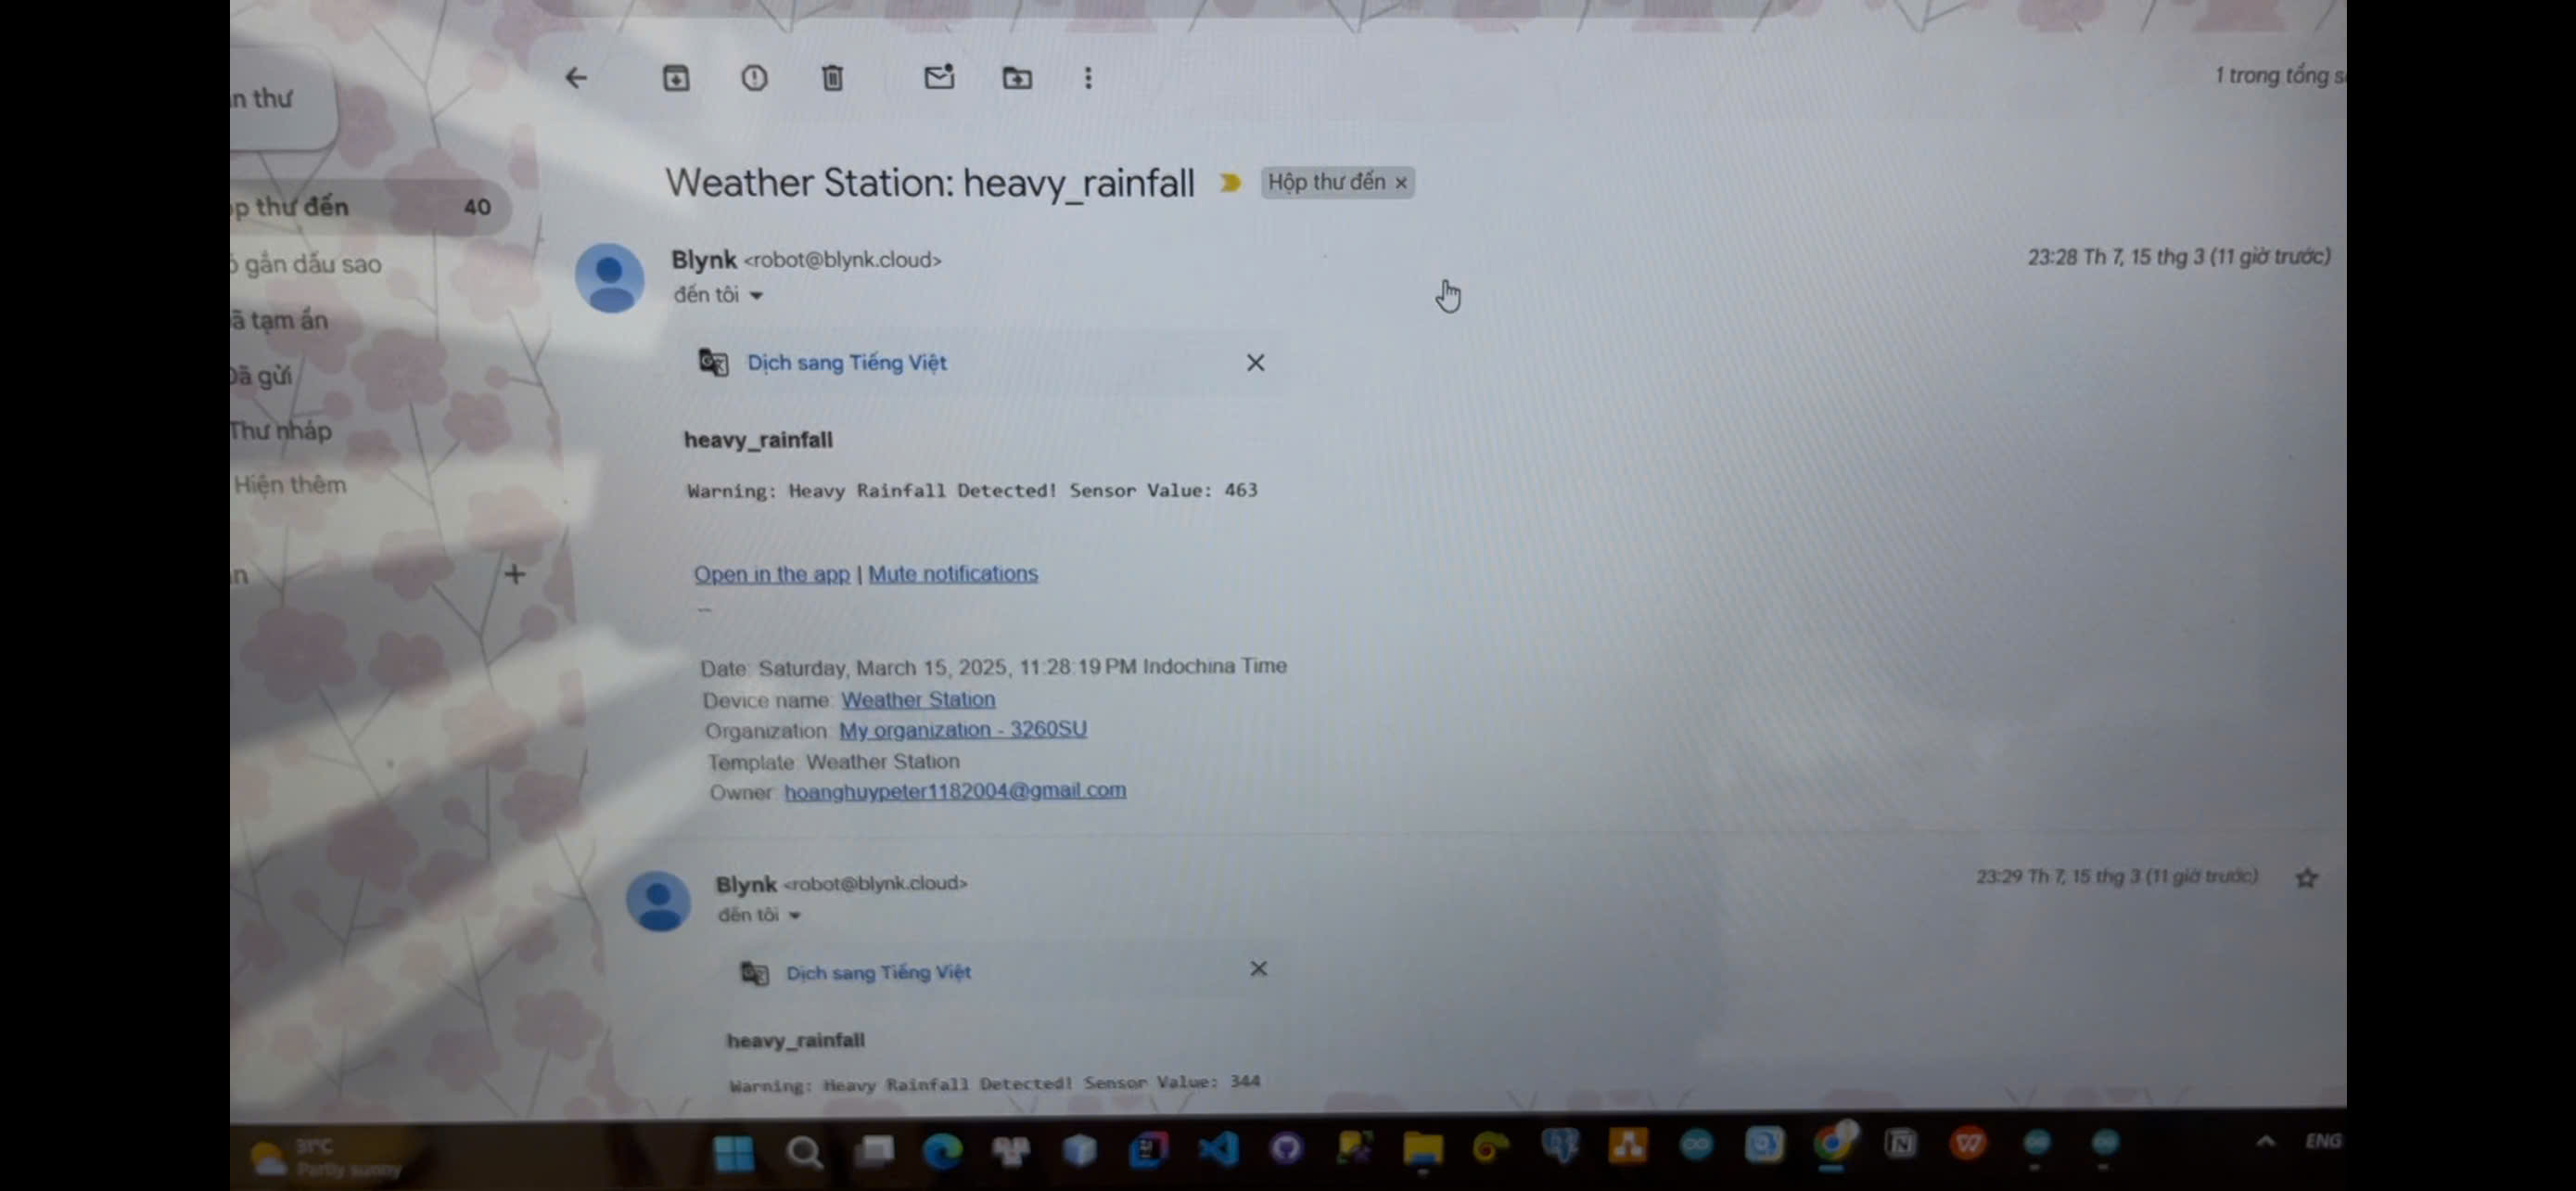 1 trong tổng s
n thư
Weather Station: heavy_rainfall
Hộp thư đến ×
p thư đến 40
Blynk <robot@blynk.cloud>
23:28 Th 7, 15 thg 3 (11 giờ trước)
đến tôi
gắn dấu sao
ã tạm ẩn
Dịch sang Tiếng Việt
Đã gửi
Thư nháp
heavy_rainfall
Hiện thêm
Warning: Heavy Rainfall Detected! Sensor Value: 463
n
Open in the app | Mute notifications
--
Date: Saturday, March 15, 2025, 11:28:19 PM Indochina Time
Device name: Weather Station
Organization: My organization - 3260SU
Template: Weather Station
Owner: hoanghuypeter1182004@gmail.com
Blynk <robot@blynk.cloud>
23:29 Th 7, 15 thg 3 (11 giờ trước)
đến tôi
Dịch sang Tiếng Việt
heavy_rainfall
Warning: Heavy Rainfall Detected! Sensor Value: 344
31°C
Partly sunny
ENG